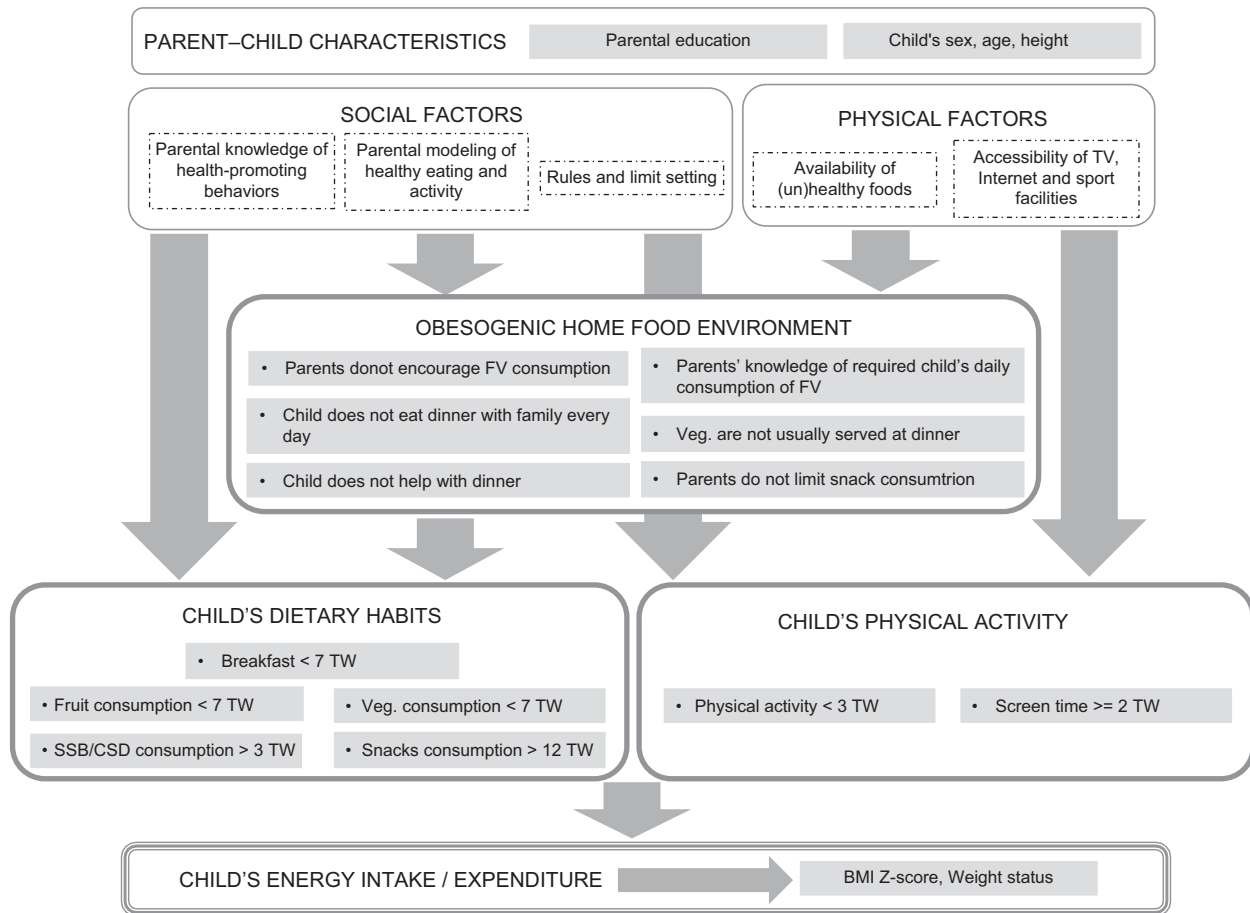 PARENT–CHILD CHARACTERISTICS
Parental education
Child's sex, age, height
SOCIAL FACTORS
Parental knowledge of
health-promoting
behaviors
Parental modeling of
healthy eating and
activity
Rules and limit setting
PHYSICAL FACTORS
Availability of
(un)healthy foods
Accessibility of TV,
Internet and sport
facilities
OBESOGENIC HOME FOOD ENVIRONMENT
• Parents donot encourage FV consumption
• Parents’ knowledge of required child’s daily
consumption of FV
• Child does not eat dinner with family every
day
• Veg. are not usually served at dinner
• Child does not help with dinner
• Parents do not limit snack consumtrion
CHILD’S DIETARY HABITS
• Breakfast < 7 TW
• Fruit consumption < 7 TW
• Veg. consumption < 7 TW
• SSB/CSD consumption > 3 TW
• Snacks consumption > 12 TW
CHILD’S PHYSICAL ACTIVITY
• Physical activity < 3 TW
• Screen time >= 2 TW
CHILD’S ENERGY INTAKE / EXPENDITURE
BMI Z-score, Weight status